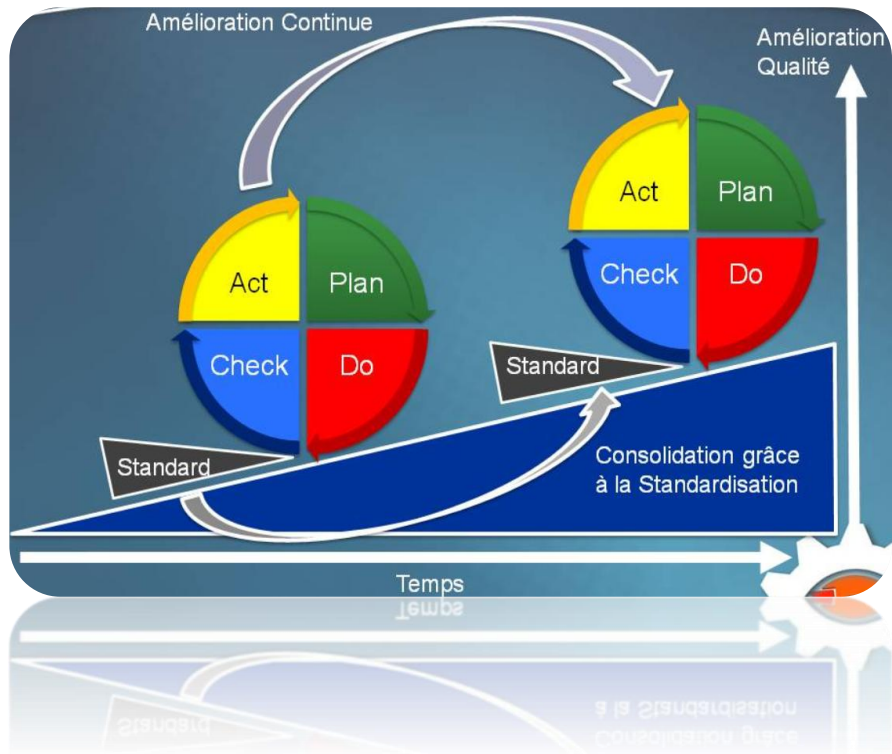 Amélioration Continue
Amélioration
Qualité
Act
Plan
Check
Do
Standard
Act
Plan
Check
Do
Standard
Consolidation grâce
à la Standardisation
Temps